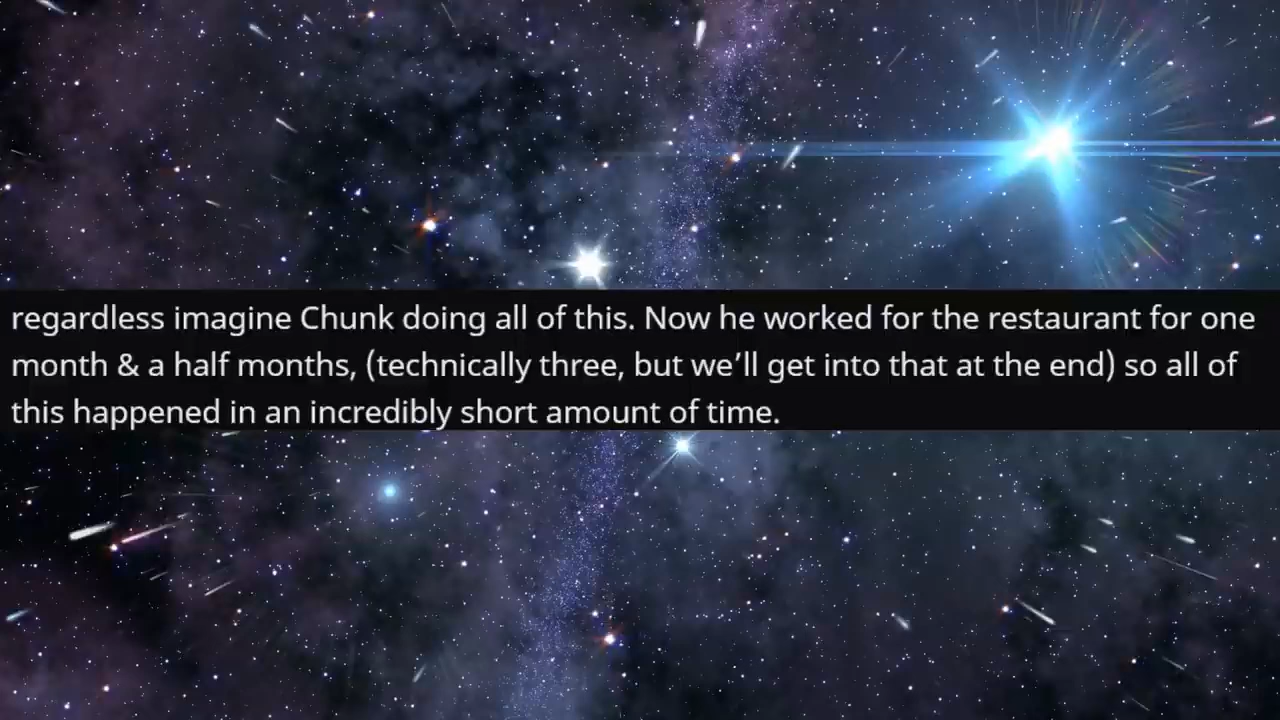 regardless imagine Chunk doing all of this. Now he worked for the restaurant for one
month & a half months, (technically three, but we’ll get into that at the end) so all of
this happened in an incredibly short amount of time.